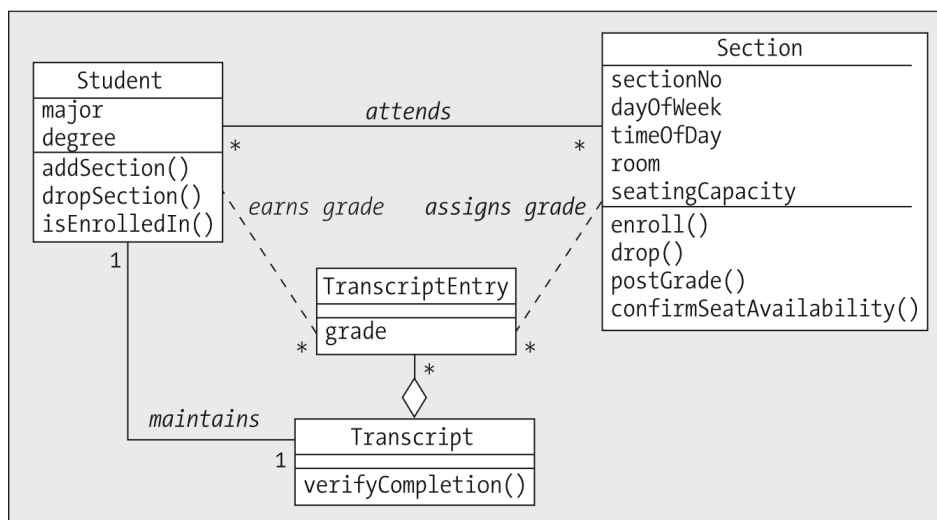 Student
major
degree
addSection()
dropSection()
isEnrolledIn()
attends
*
*
Section
sectionNo
dayOfWeek
timeOfDay
room
seatingCapacity
enroll()
drop()
postGrade()
confirmSeatAvailability()
earns grade
assigns grade
1
TranscriptEntry
grade
*
*
*
maintains
1
Transcript
verifyCompletion()